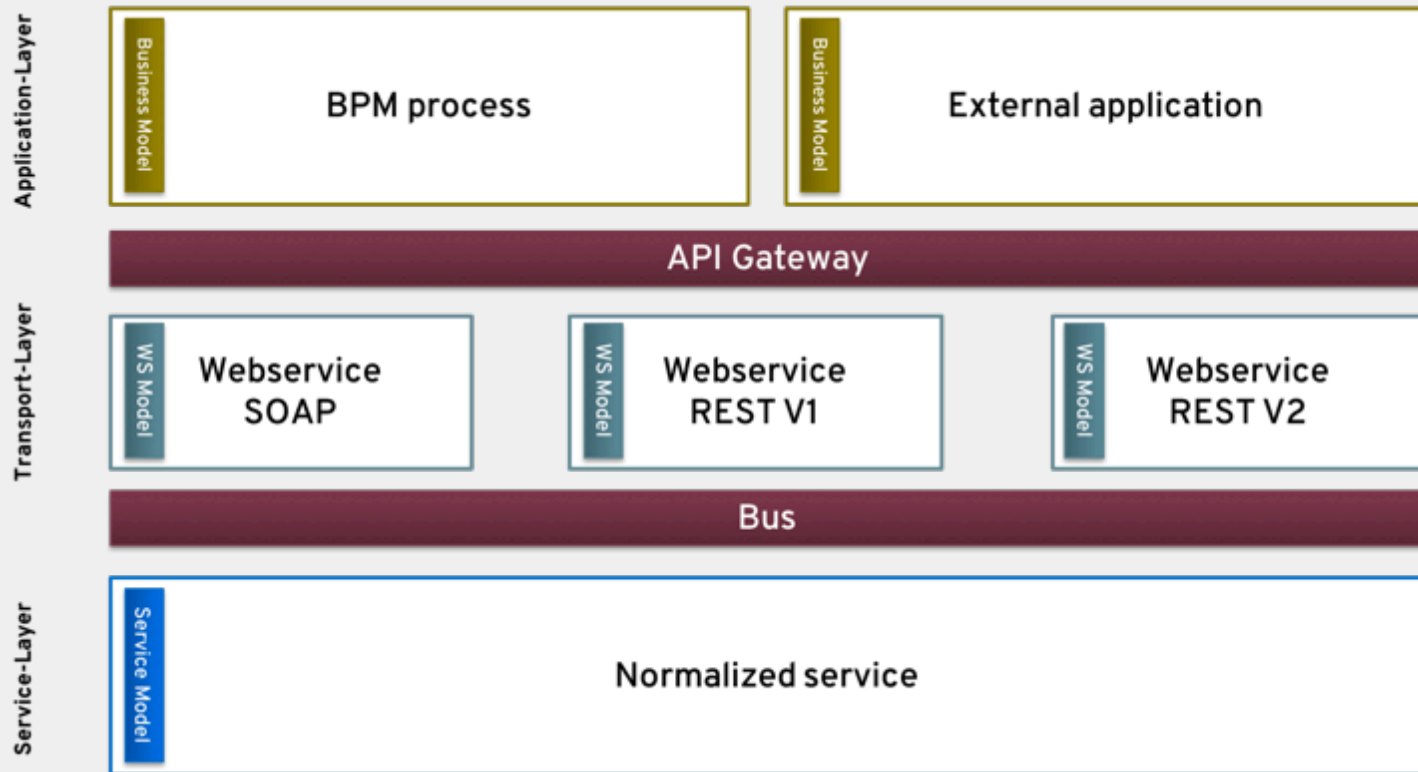 Application-Layer
Business Model
BPM process
Business Model
External application
API Gateway
Transport-Layer
WS Model
Webservice
SOAP
WS Model
Webservice
REST V1
WS Model
Webservice
REST V2
Bus
Service-Layer
Service Model
Normalized service